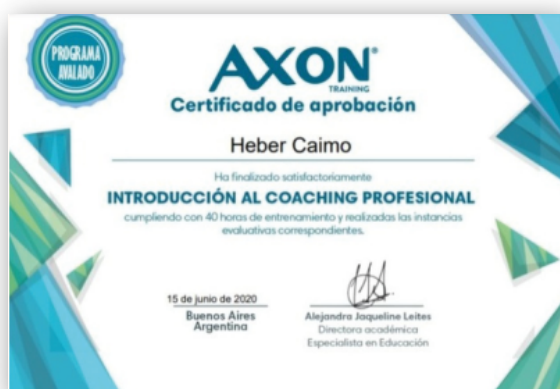 PROGRAMA
AVALADO
AXON®
TRAINING
Certificado de aprobación
Heber Caimo
Ha finalizado satisfactoriamente
INTRODUCCIÓN AL COACHING PROFESIONAL
cumpliendo con 40 horas de entrenamiento y realizadas las instancias
evaluativas correspondientes.
15 de junio de 2020
Buenos Aires
Argentina
Alejandra Jaqueline Leites
Directora académica
Especialista en Educación